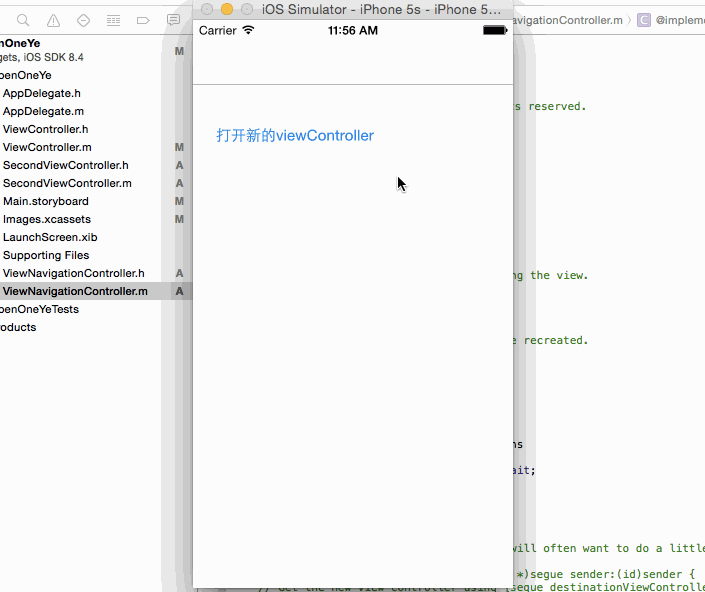 iOS Simulator - iPhone 5s - iPhone 5...
avigationController.m
@implem
Carrier
11:56 AM
nOneYe
gets, iOS SDK 8.4
M
penOneYe
AppDelegate.h
AppDelegate.m
ViewController.h
ViewController.m M
SecondViewController.h A
SecondViewController.m A
Main.storyboard M
Images.xcassets M
LaunchScreen.xib
Supporting Files
ViewNavigationController.h A
ViewNavigationController.m A
penOneYeTests
roducts
打开新的viewController
s reserved.
ng the view.
e recreated.
ns
ait;
will often want to do a little
*)segue sender:(id)sender {
// Get the new view controller using [segue destinationViewControlle